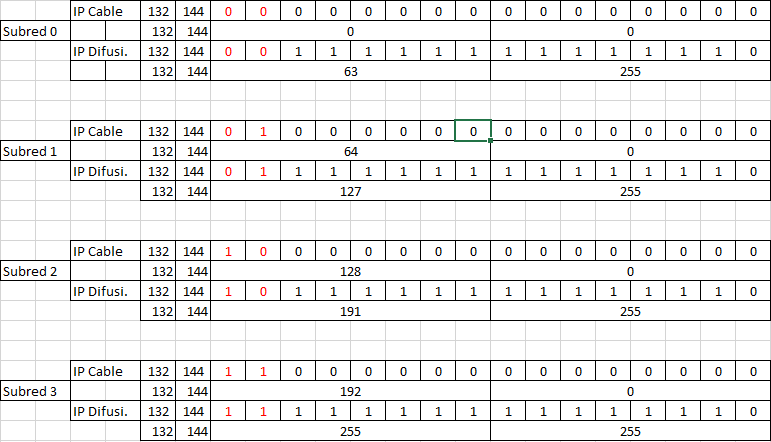 IP Cable 132 144 0 0 0 0 0 0 0 0 0 0 0 0 0 0 0 0
Subred 0 132 144 0 0
IP Difusi. 132 144 0 0 1 1 1 1 1 1 1 1 1 1 1 1 1 0
132 144 63 255
IP Cable 132 144 0 1 0 0 0 0 0 0 0 0 0 0 0 0 0 0
Subred 1 132 144 64 0
IP Difusi. 132 144 0 1 1 1 1 1 1 1 1 1 1 1 1 1 1 0
132 144 127 255
IP Cable 132 144 1 0 0 0 0 0 0 0 0 0 0 0 0 0 0 0
Subred 2 132 144 128 0
IP Difusi. 132 144 1 0 1 1 1 1 1 1 1 1 1 1 1 1 1 0
132 144 191 255
IP Cable 132 144 1 1 0 0 0 0 0 0 0 0 0 0 0 0 0 0
Subred 3 132 144 192 0
IP Difusi. 132 144 1 1 1 1 1 1 1 1 1 1 1 1 1 1 1 0
132 144 255 255